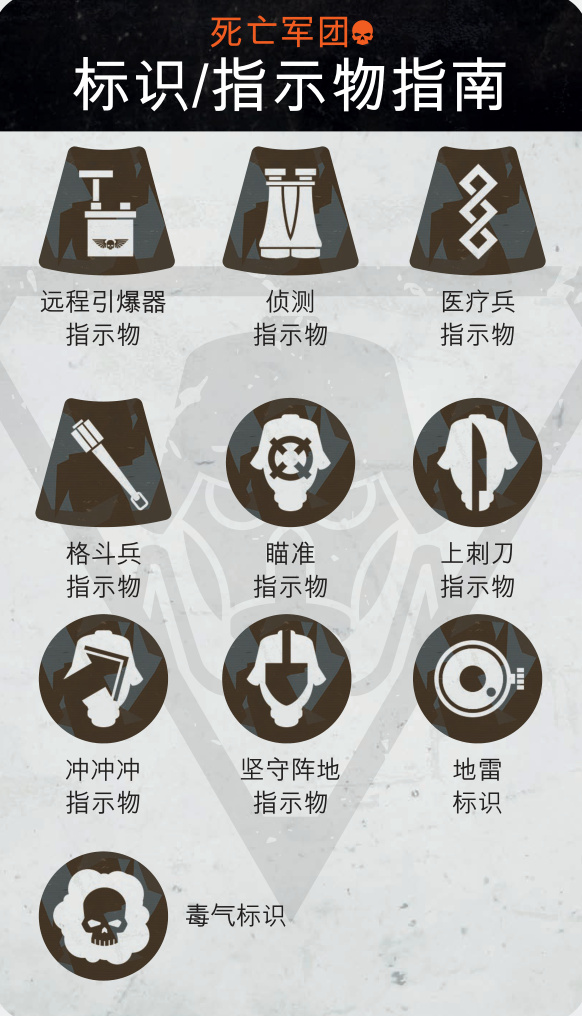 死亡军团
标识/指示物指南
远程引爆器
指示物
侦测
指示物
医疗兵
指示物
格斗兵
指示物
瞄准
指示物
上刺刀
指示物
冲冲冲
指示物
坚守阵地
指示物
地雷
标识
毒气标识